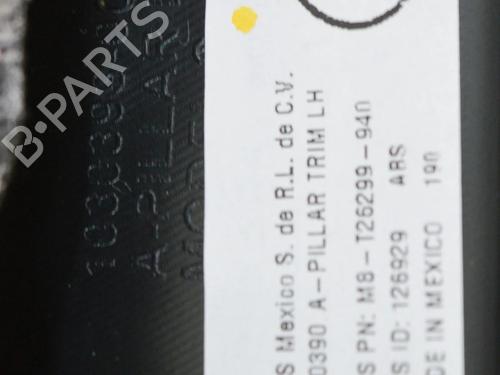 B-PARTS
A-PILLAR
S Mexico S. de R.L. de C.V.
0390 A-PILLAR TRIM LH
S PN: M8-T26299-940
S ID: 126929 ABS
DE IN MEXICO 190